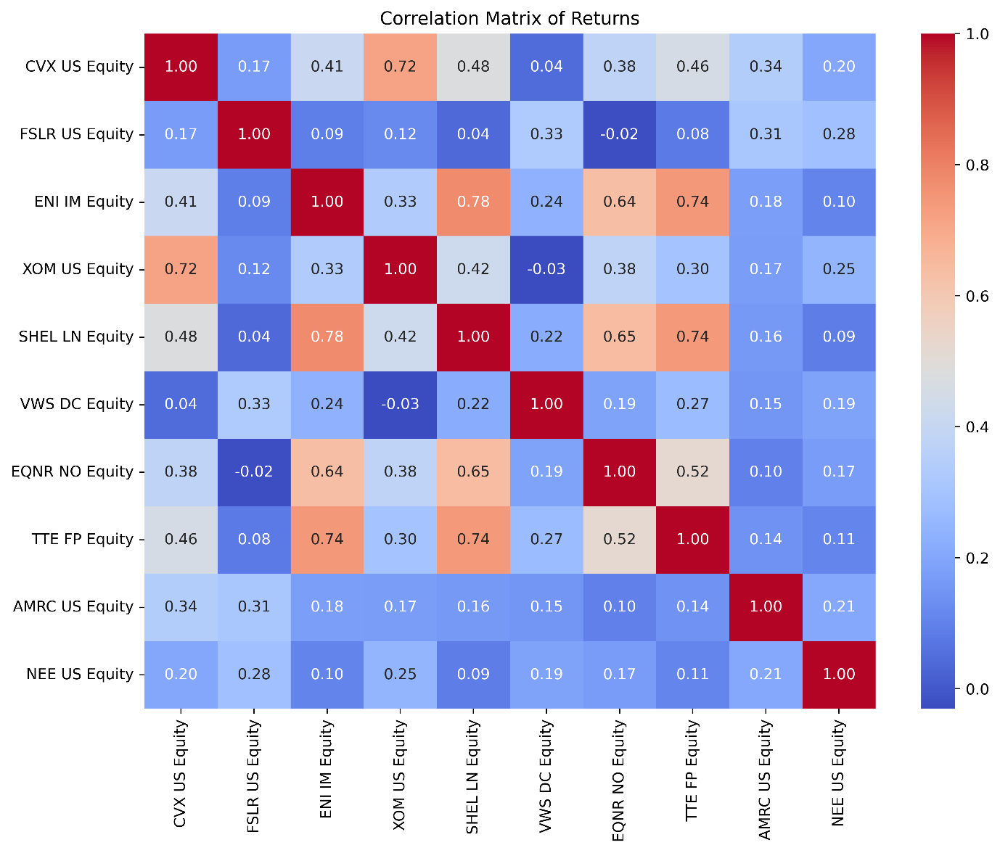 Correlation Matrix of Returns
CVX US Equity 1.00 0.17 0.41 0.72 0.48 0.04 0.38 0.46 0.34 0.20
FSLR US Equity 0.17 1.00 0.09 0.12 0.04 0.33 -0.02 0.08 0.31 0.28
ENI IM Equity 0.41 0.09 1.00 0.33 0.78 0.24 0.64 0.74 0.18 0.10
XOM US Equity 0.72 0.12 0.33 1.00 0.42 -0.03 0.38 0.30 0.17 0.25
SHEL LN Equity 0.48 0.04 0.78 0.42 1.00 0.22 0.65 0.74 0.16 0.09
VWS DC Equity 0.04 0.33 0.24 -0.03 0.22 1.00 0.19 0.27 0.15 0.19
EQNR NO Equity 0.38 -0.02 0.64 0.38 0.65 0.19 1.00 0.52 0.10 0.17
TTE FP Equity 0.46 0.08 0.74 0.30 0.74 0.27 0.52 1.00 0.14 0.11
AMRC US Equity 0.34 0.31 0.18 0.17 0.16 0.15 0.10 0.14 1.00 0.21
NEE US Equity 0.20 0.28 0.10 0.25 0.09 0.19 0.17 0.11 0.21 1.00
CVX US Equity
FSLR US Equity
ENI IM Equity
XOM US Equity
SHEL LN Equity
VWS DC Equity
EQNR NO Equity
TTE FP Equity
AMRC US Equity
NEE US Equity
1.0
0.8
0.6
0.4
0.2
0.0